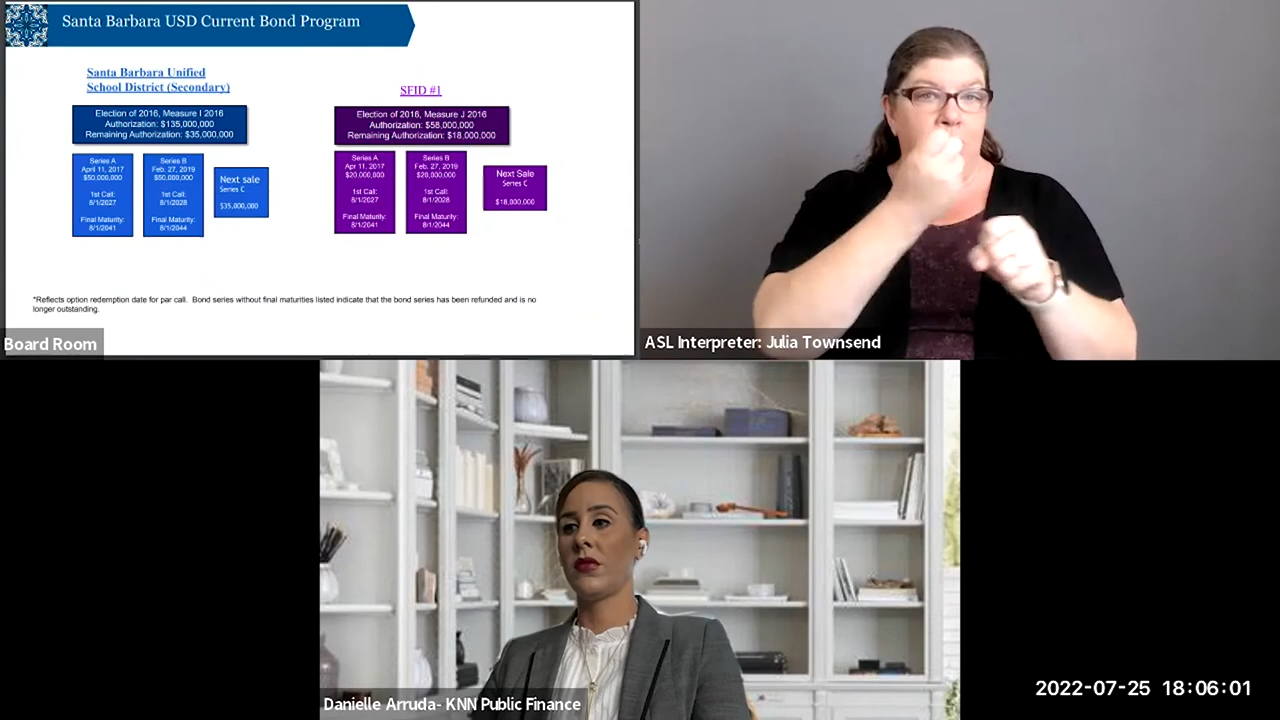 Santa Barbara USD Current Bond Program
Santa Barbara Unified
School District (Secondary)
Election of 2016, Measure I 2016
Authorization: $135,000,000
Remaining Authorization: $35,000,000
Series A
April 11, 2017
$50,000,000
1st Call:
8/1/2027
Final Maturity:
8/1/2041
Series B
Feb. 27, 2019
$50,000,000
1st Call:
8/1/2028
Final Maturity:
8/1/2044
Next sale
Series C
$35,000,000
SFID #1
Election of 2016, Measure J 2016
Authorization: $58,000,000
Remaining Authorization: $18,000,000
Series A
Apr 11, 2017
$20,000,000
1st Call:
8/1/2027
Final Maturity:
8/1/2041
Series B
Feb. 27, 2019
$20,000,000
1st Call:
8/1/2028
Final Maturity:
8/1/2044
Next Sale
Series C
$18,000,000
*Reflects option redemption date for par call. Bond series without final maturities listed indicate that the bond series has been refunded and is no
longer outstanding.
Board Room
ASL Interpreter: Julia Townsend
Danielle Arruda- KNN Public Finance
2022-07-25 18:06:01